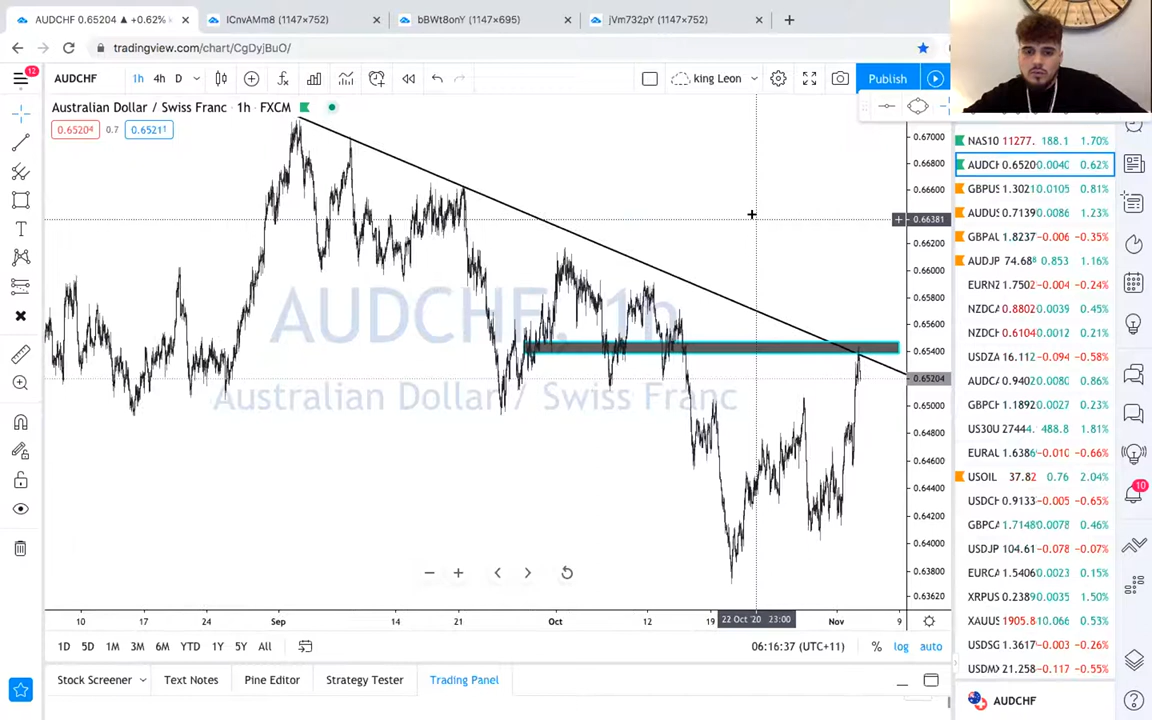 AUDCHF 0.65204 ▲ +0.62%
ICnvAMm8 (1147×752)
bBWt8onY (1147×695)
jVm732pY (1147×752)
tradingview.com/chart/CgDyjBuO/
12
AUDCHF 1h 4h D king Leon Publish
Australian Dollar / Swiss Franc · 1h · FXCM
0.65204 0.7 0.65211
AUDCHF, 1h
Australian Dollar / Swiss Franc
0.67000
0.66800
0.66600
0.66381
0.66200
0.66000
0.65800
0.65600
0.65400
0.65204
0.65000
0.64800
0.64600
0.64400
0.64200
0.64000
0.63800
0.63620
10 17 24 Sep 14 21 Oct 12 19 22 Oct '20 23:00 Nov 9
1D 5D 1M 3M 6M YTD 1Y 5Y All 06:16:37 (UTC+11) % log auto
Stock Screener Text Notes Pine Editor Strategy Tester Trading Panel
NAS10 11277. 188.1 1.70%
AUDCH 0.6520 0.0040 0.62%
GBPUS 1.3021 0.0105 0.81%
AUDUS 0.7139 0.0086 1.23%
GBPAU 1.8237 -0.006 -0.35%
AUDJP 74.688 0.853 1.16%
EURNZ 1.7502 -0.004 -0.24%
NZDCA 0.8802 0.0039 0.45%
NZDCH 0.6104 0.0012 0.21%
USDZA 16.112 -0.094 -0.58%
AUDCA 0.9402 0.0080 0.86%
GBPCH 1.1892 0.0027 0.23%
US30U 27444. 488.8 1.81%
EURAU 1.6386 -0.010 -0.66%
USOIL 37.82 0.76 2.04%
USDCH 0.9133 -0.005 -0.65%
GBPCA 1.7148 0.0078 0.46%
USDJP 104.61 -0.078 -0.07%
EURCA 1.5406 0.0023 0.15%
XRPUS 0.2389 0.0035 1.50%
XAUUS 1905.8 10.066 0.53%
USDSG 1.3617 -0.003 -0.26%
USDMX 21.258 -0.117 -0.55%
AUDCHF
10